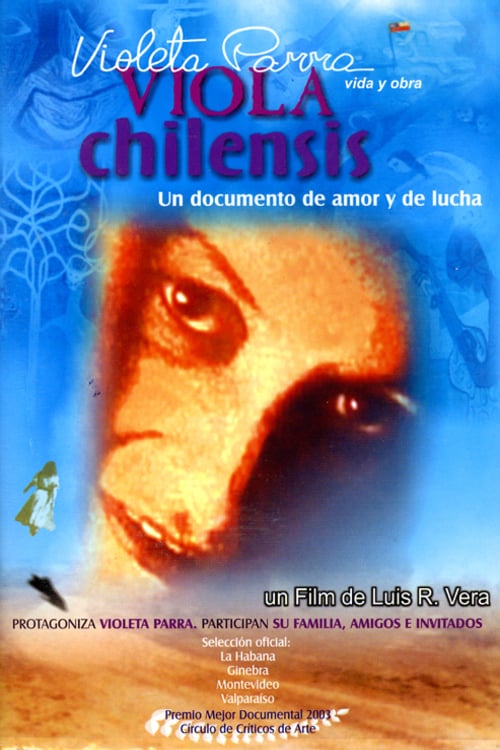 Violeta Parra
vida y obra
VIOLA
chilensis
Un documento de amor y de lucha
un Film de Luis R. Vera
PROTAGONIZA VIOLETA PARRA. PARTICIPAN SU FAMILIA, AMIGOS E INVITADOS
Selección oficial:
La Habana
Ginebra
Montevideo
Valparaíso
Premio Mejor Documental 2003
Círculo de Críticos de Arte